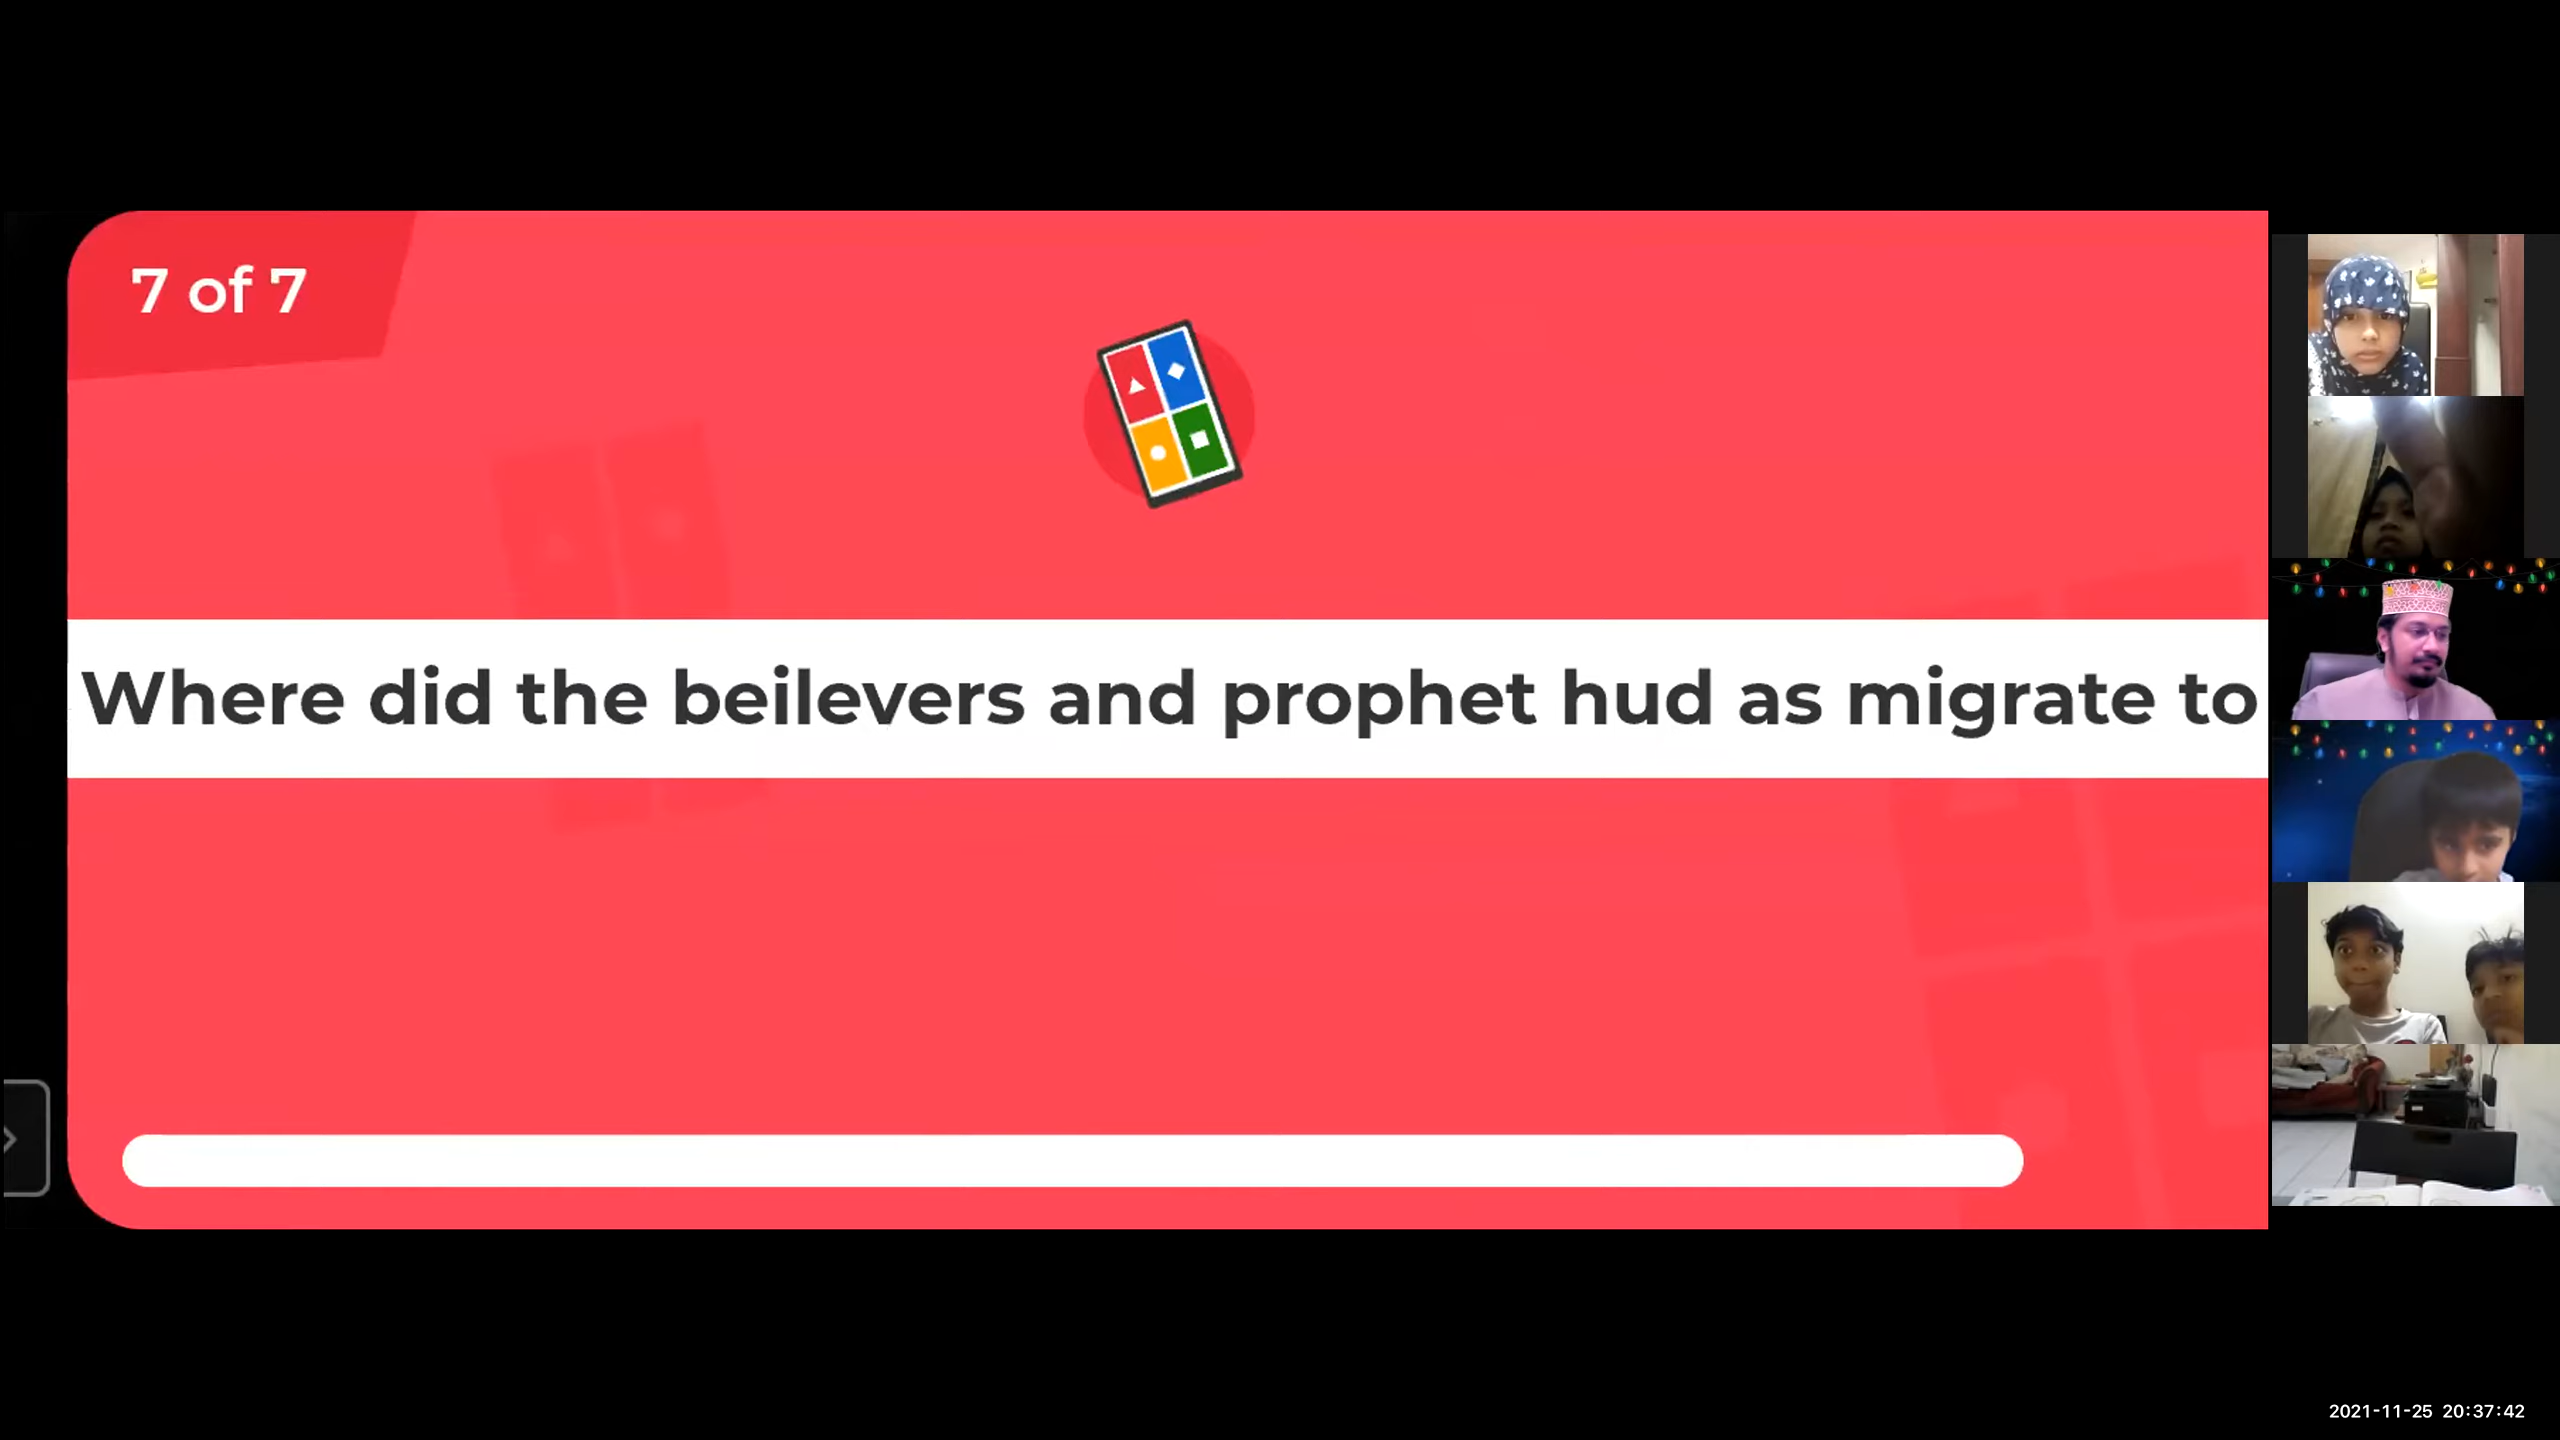 7 of 7
Where did the beilevers and prophet hud as migrate to
2021-11-25 20:37:42